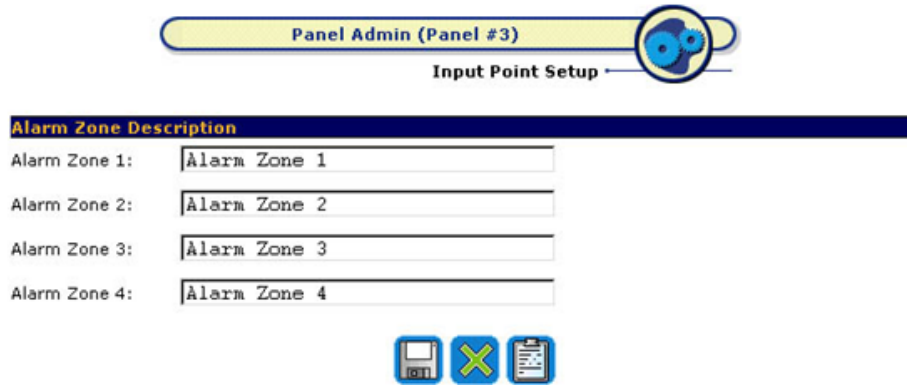 Panel Admin (Panel #3)
Input Point Setup
Alarm Zone Description
Alarm Zone 1: Alarm Zone 1
Alarm Zone 2: Alarm Zone 2
Alarm Zone 3: Alarm Zone 3
Alarm Zone 4: Alarm Zone 4